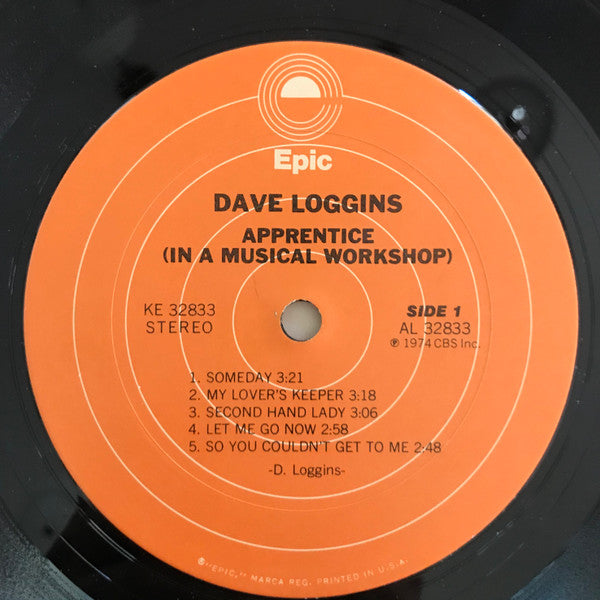 Epic
DAVE LOGGINS
APPRENTICE
(IN A MUSICAL WORKSHOP)
KE 32833
STEREO
SIDE 1
AL 32833
℗ 1974 CBS Inc.
1. SOMEDAY 3:21
2. MY LOVER'S KEEPER 3:18
3. SECOND HAND LADY 3:06
4. LET ME GO NOW 2:58
5. SO YOU COULDN'T GET TO ME 2:48
-D. Loggins-
©"EPIC," MARCA REG. PRINTED IN U.S.A.